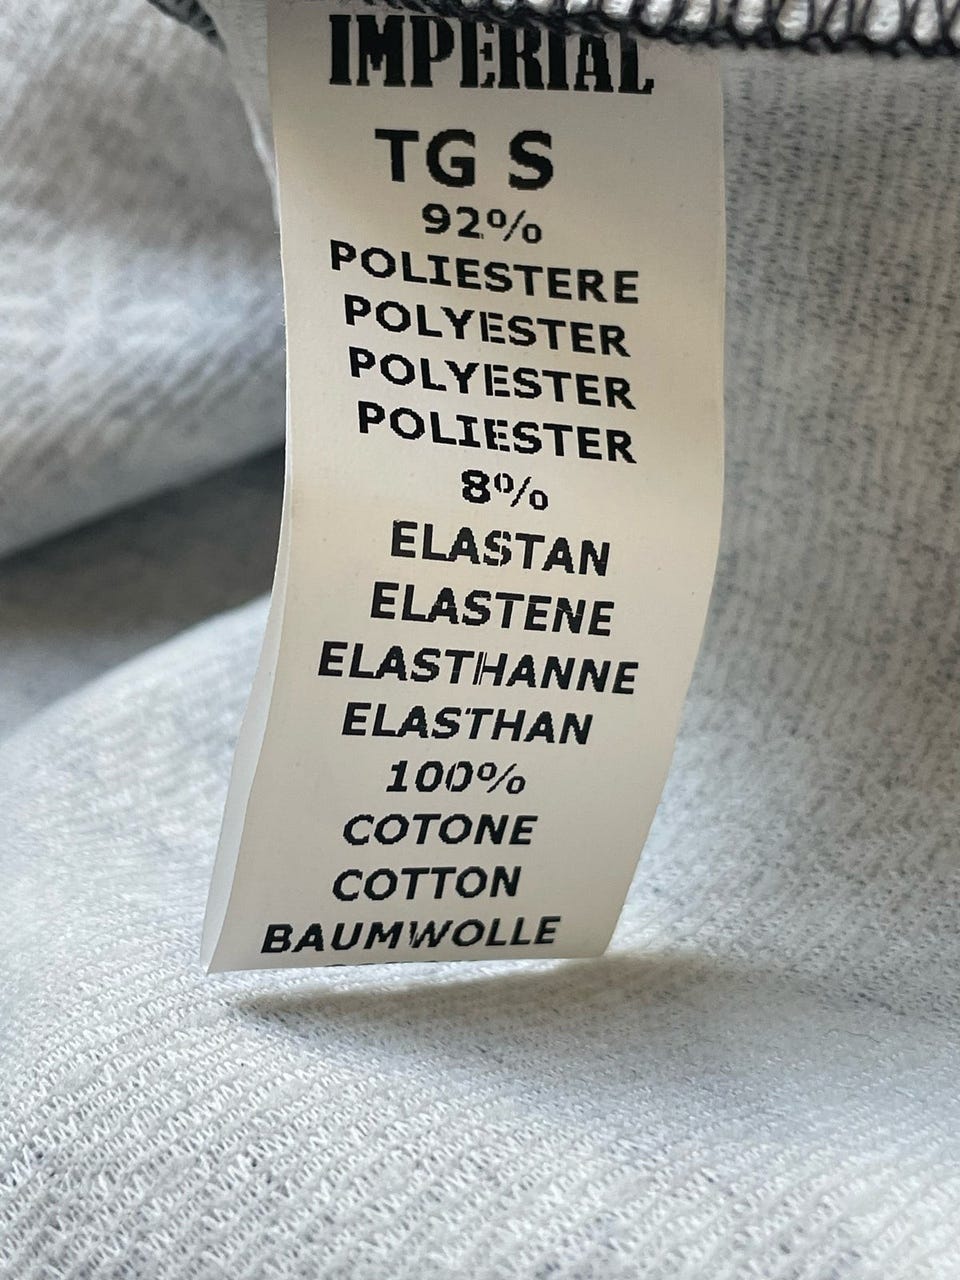 IMPERIAL
TG S
92%
POLIESTERE
POLYESTER
POLYESTER
POLIESTER
8%
ELASTAN
ELASTENE
ELASTHANNE
ELASTHAN
100%
COTONE
COTTON
BAUMWOLLE